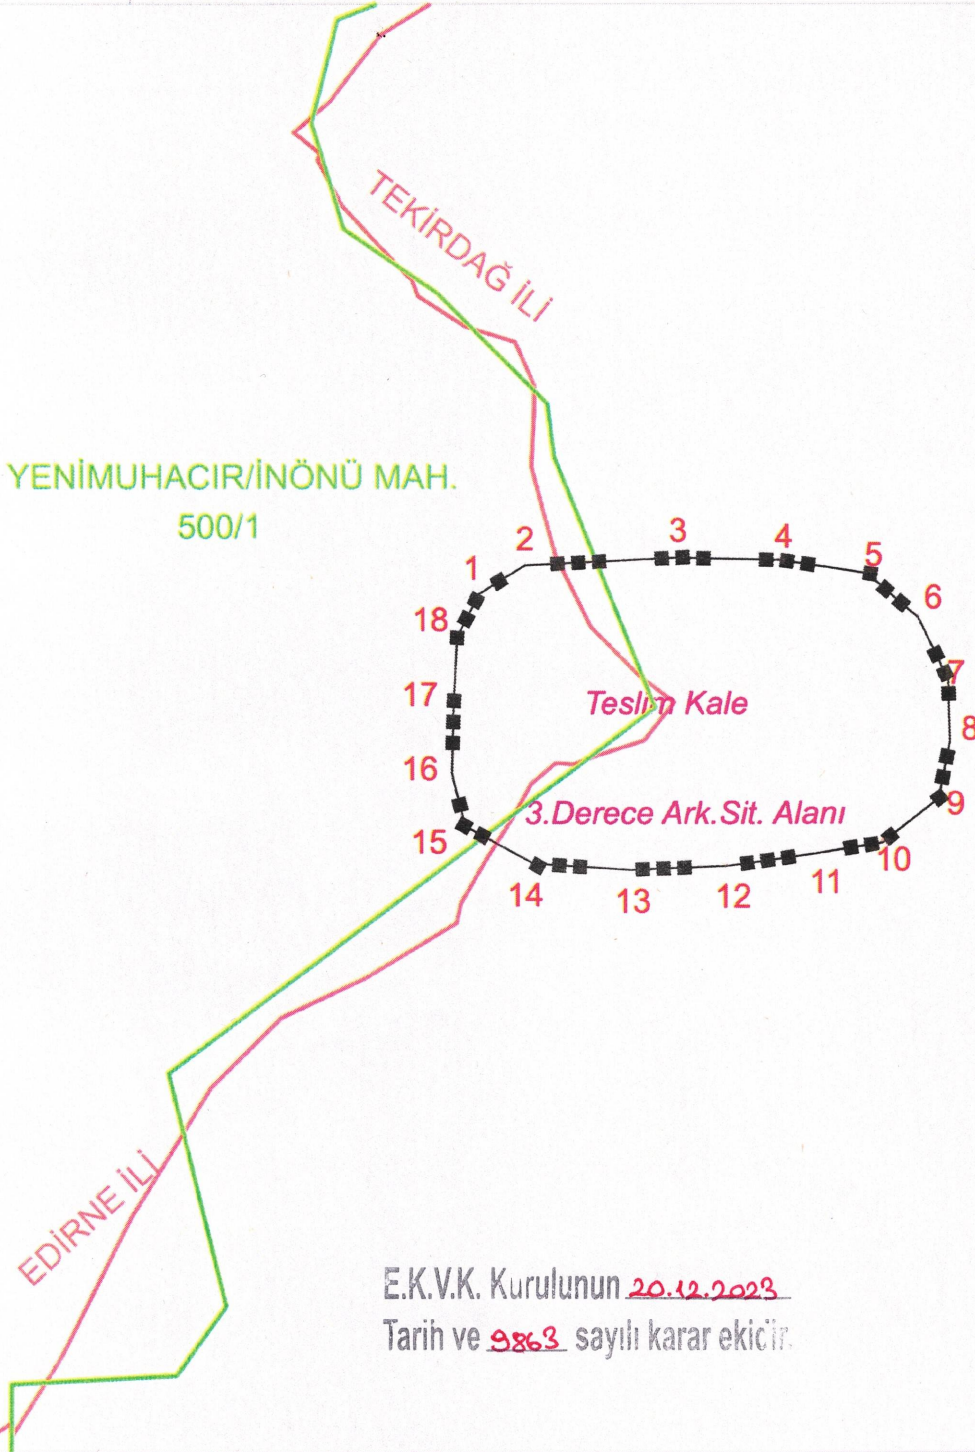 TEKİRDAĞ İLİ
YENİMUHACIR/İNÖNÜ MAH.
500/1
1
2
3
4
5
6
7
8
9
10
11
12
13
14
15
16
17
18
Teslim Kale
3.Derece Ark.Sit. Alanı
EDİRNE İLİ
E.K.V.K. Kurulunun 20.12.2023
Tarih ve 9863 sayılı karar ekidir.